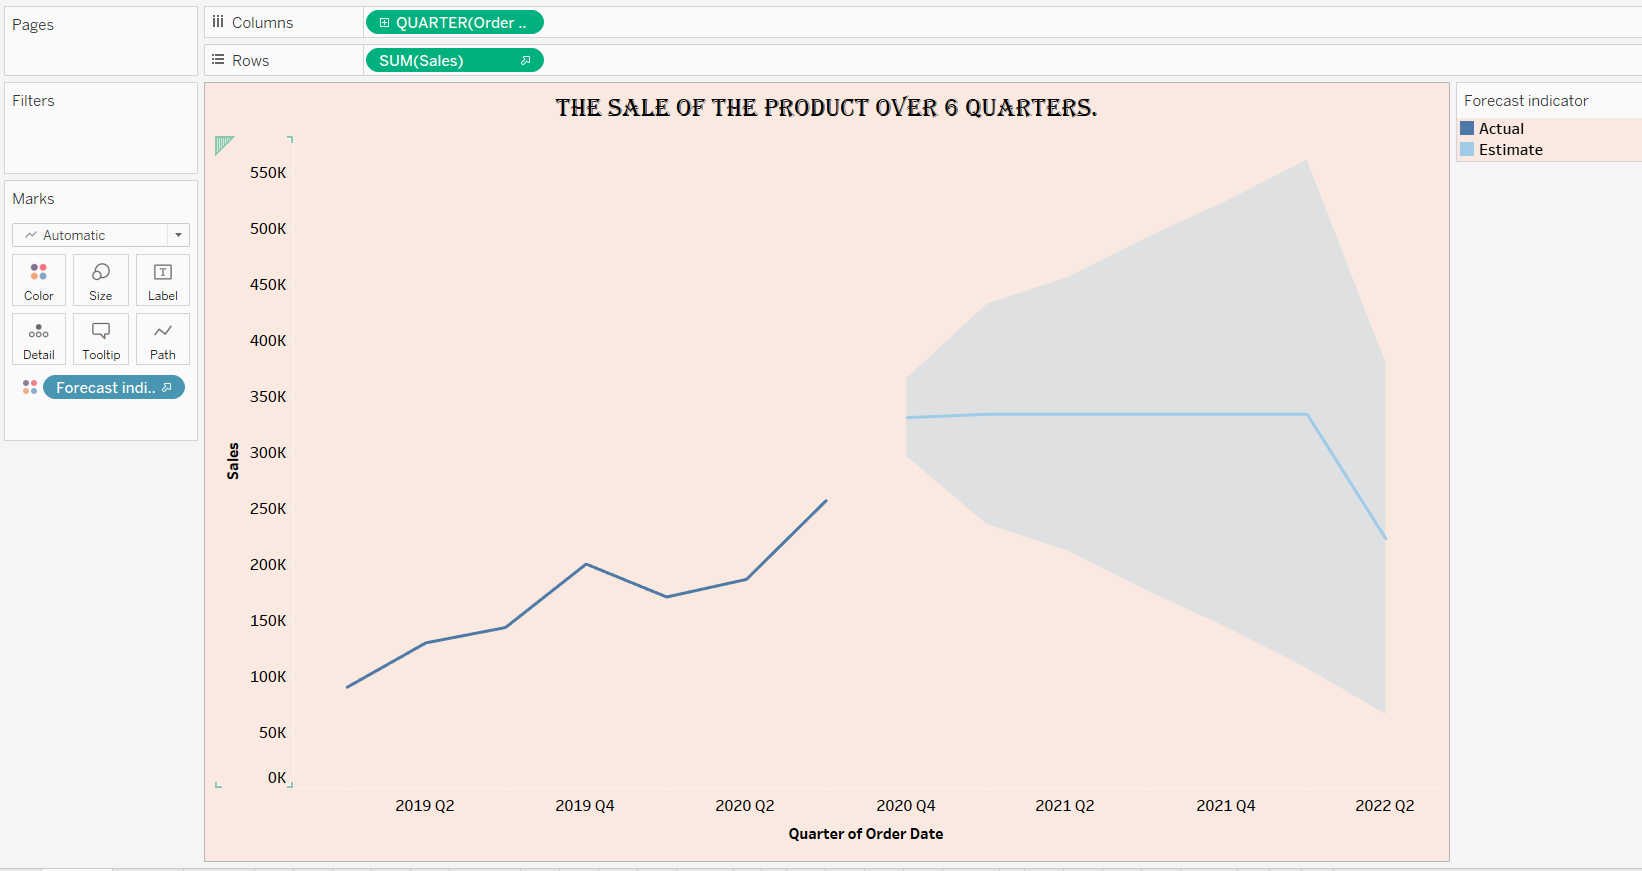 Pages
Columns
QUARTER(Order ..
Rows
SUM(Sales)
Filters
Marks
Automatic
Color
Size
Label
Detail
Tooltip
Path
Forecast indi..
THE SALE OF THE PRODUCT OVER 6 QUARTERS.
550K
500K
450K
400K
350K
300K
250K
200K
150K
100K
50K
0K
Sales
2019 Q2
2019 Q4
2020 Q2
2020 Q4
2021 Q2
2021 Q4
2022 Q2
Quarter of Order Date
Forecast indicator
Actual
Estimate